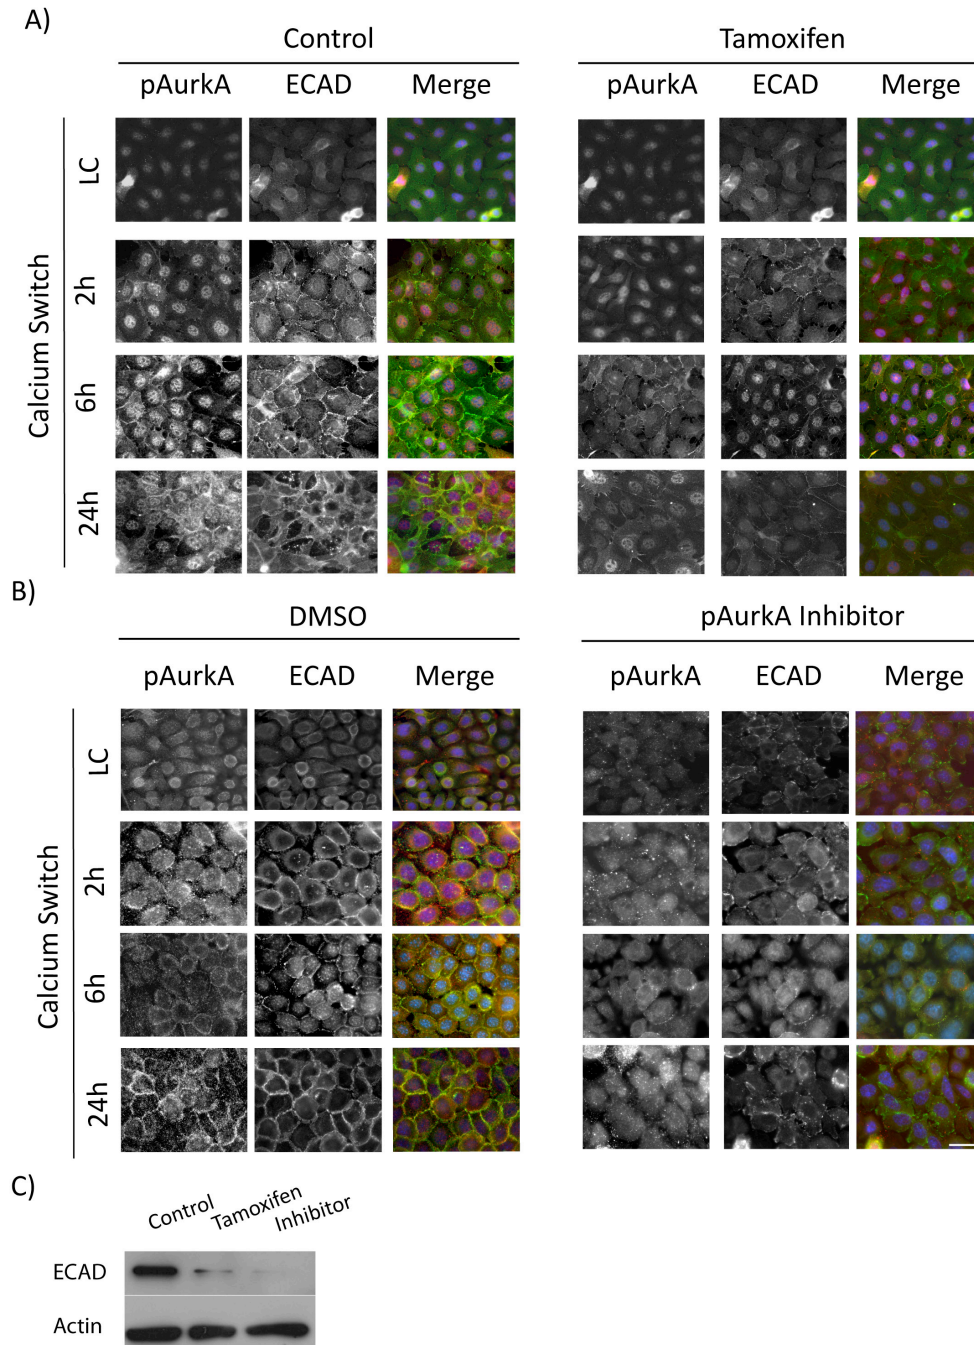 A)
Control Tamoxifen
pAurkA ECAD Merge pAurkA ECAD Merge
Calcium Switch
LC
2h
6h
24h
B)
DMSO pAurkA Inhibitor
pAurkA ECAD Merge pAurkA ECAD Merge
Calcium Switch
LC
2h
6h
24h
C)
Control Tamoxifen Inhibitor
ECAD
Actin